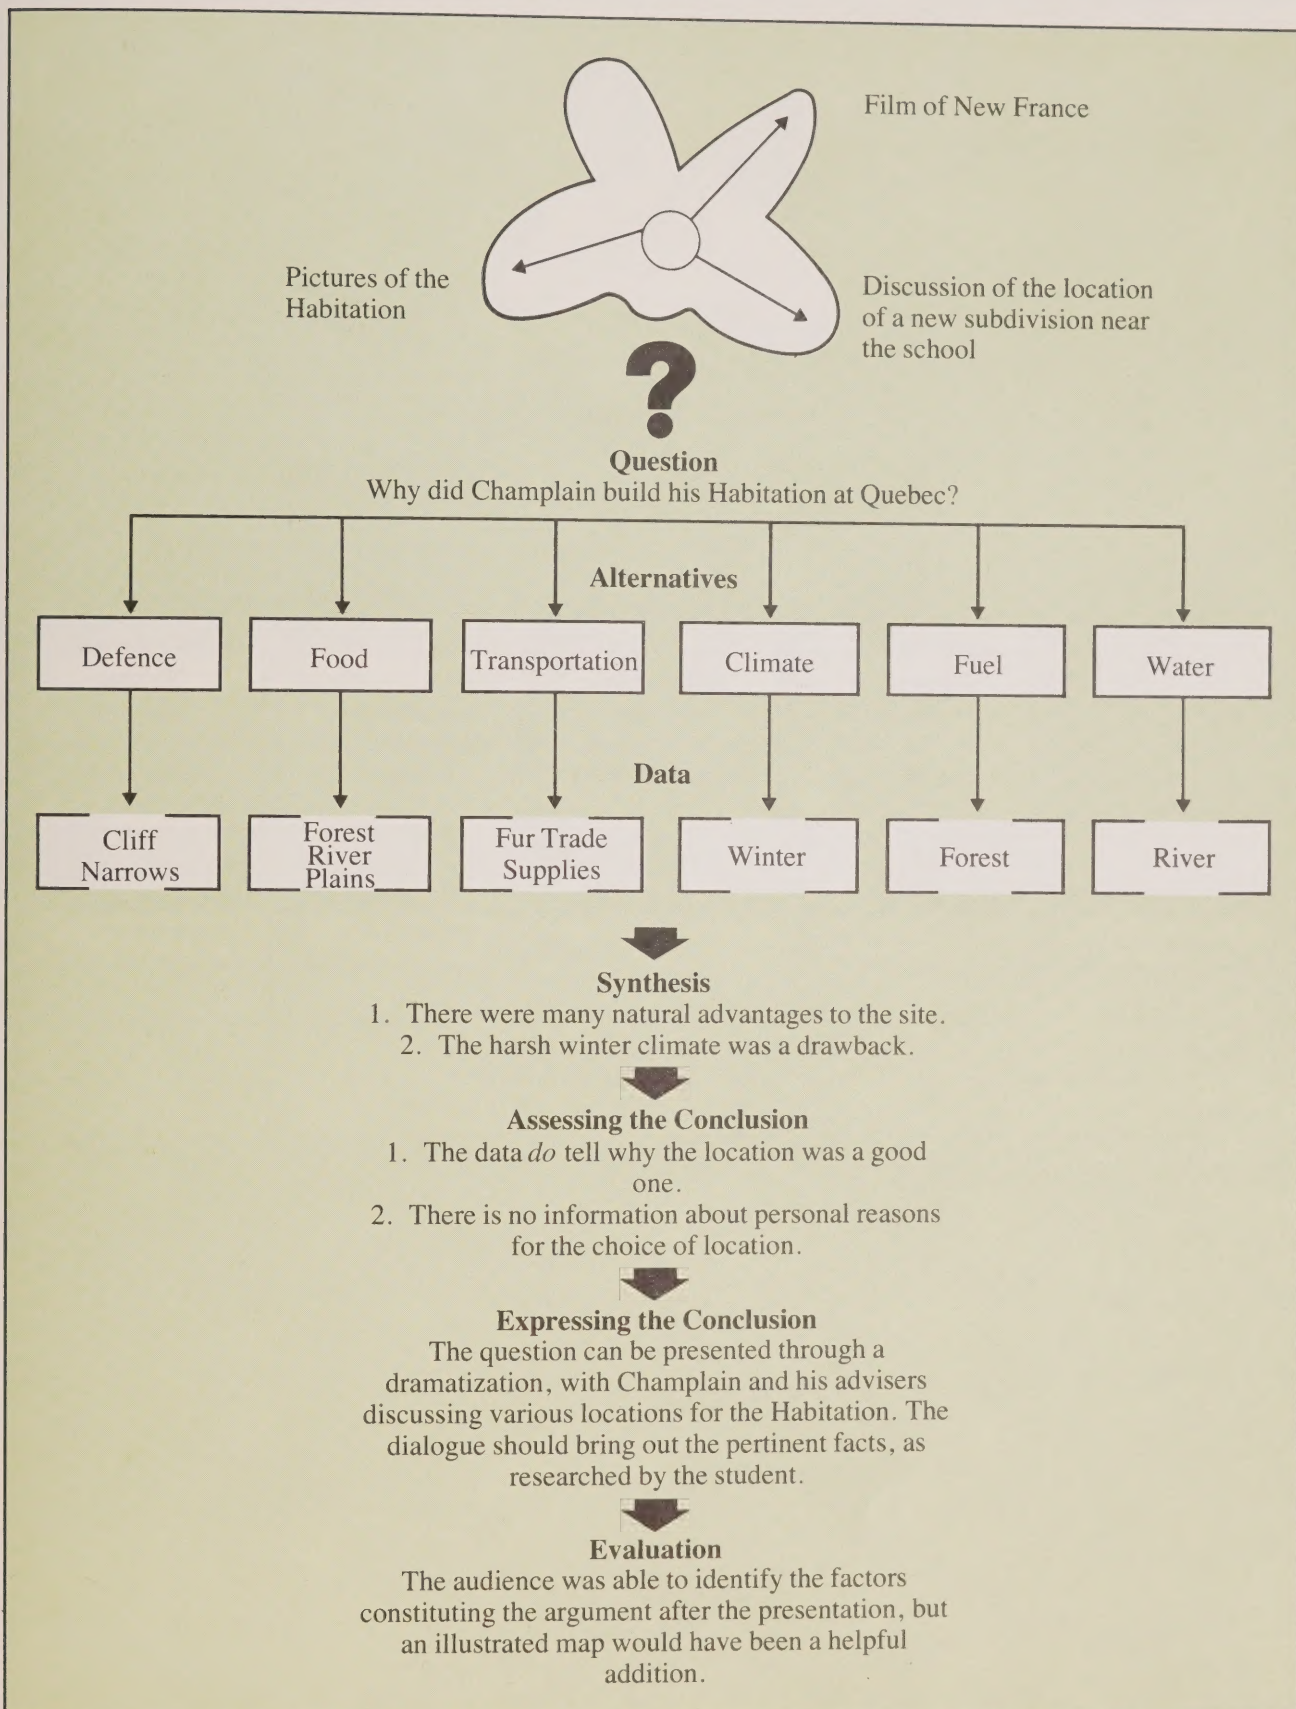 Film of New France
Pictures of the
Habitation
Discussion of the location
of a new subdivision near
the school
?
Question
Why did Champlain build his Habitation at Quebec?
Alternatives
Defence
Food
Transportation
Climate
Fuel
Water
Data
Cliff
Narrows
Forest
River
Plains
Fur Trade
Supplies
Winter
Forest
River
Synthesis
1. There were many natural advantages to the site.
2. The harsh winter climate was a drawback.
Assessing the Conclusion
1. The data do tell why the location was a good
one.
2. There is no information about personal reasons
for the choice of location.
Expressing the Conclusion
The question can be presented through a
dramatization, with Champlain and his advisers
discussing various locations for the Habitation. The
dialogue should bring out the pertinent facts, as
researched by the student.
Evaluation
The audience was able to identify the factors
constituting the argument after the presentation, but
an illustrated map would have been a helpful
addition.